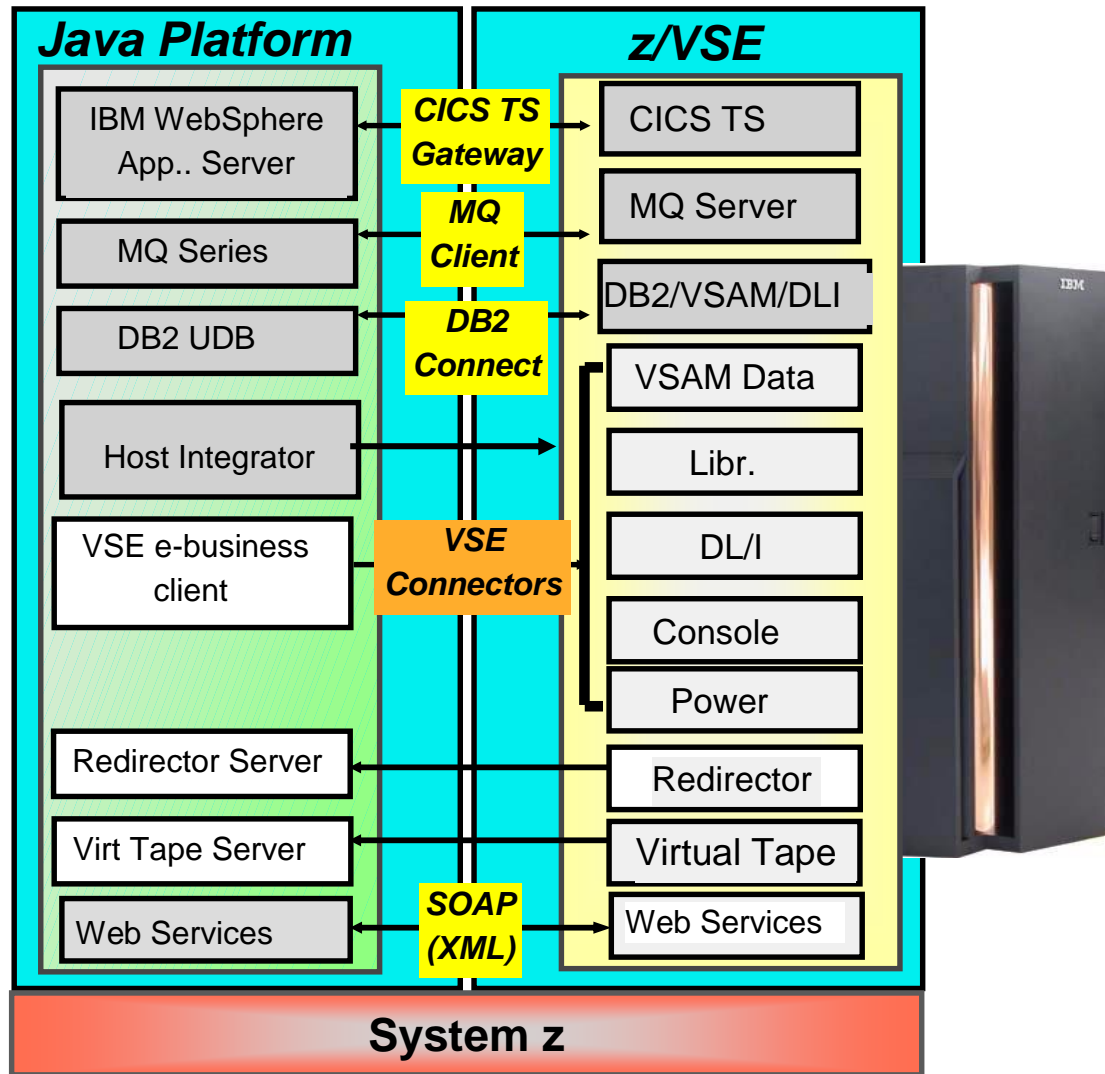 Java Platform
z/VSE
IBM WebSphere
App.. Server
CICS TS
Gateway
CICS TS
MQ Series
MQ
Client
MQ Server
DB2 UDB
DB2
Connect
DB2/VSAM/DLI
VSAM Data
Host Integrator
Libr.
VSE e-business
client
VSE
Connectors
DL/I
Console
Power
Redirector Server
Redirector
Virt Tape Server
Virtual Tape
Web Services
SOAP
(XML)
Web Services
System z
IBM